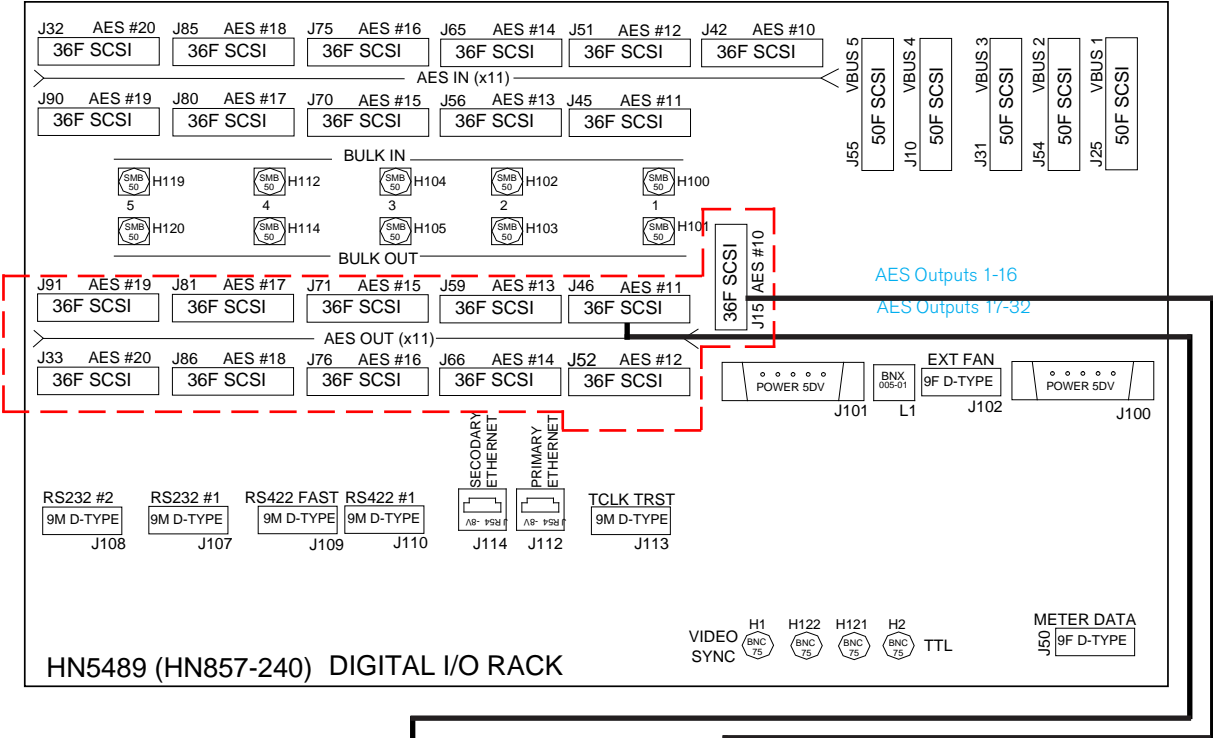 J32 AES #20 J85 AES #18 J75 AES #16 J65 AES #14 J51 AES #12 J42 AES #10
36F SCSI 36F SCSI 36F SCSI 36F SCSI 36F SCSI 36F SCSI
AES IN (x11)
J90 AES #19 J80 AES #17 J70 AES #15 J56 AES #13 J45 AES #11
36F SCSI 36F SCSI 36F SCSI 36F SCSI 36F SCSI
VBUS 5 VBUS 4 VBUS 3 VBUS 2 VBUS 1
50F SCSI 50F SCSI 50F SCSI 50F SCSI 50F SCSI
J55 J10 J31 J54 J25
BULK IN
SMB 50 H119 SMB 50 H112 SMB 50 H104 SMB 50 H102 SMB 50 H100
5 4 3 2 1
SMB 50 H120 SMB 50 H114 SMB 50 H105 SMB 50 H103 SMB 50 H101
BULK OUT
36F SCSI
J15 AES #10
AES Outputs 1-16
AES Outputs 17-32
J91 AES #19 J81 AES #17 J71 AES #15 J59 AES #13 J46 AES #11
36F SCSI 36F SCSI 36F SCSI 36F SCSI 36F SCSI
AES OUT (x11)
J33 AES #20 J86 AES #18 J76 AES #16 J66 AES #14 J52 AES #12
36F SCSI 36F SCSI 36F SCSI 36F SCSI 36F SCSI
EXT FAN
POWER 5DV BNX 005-01 9F D-TYPE POWER 5DV
J101 L1 J102 J100
SECODARY ETHERNET PRIMARY ETHERNET
RS232 #2 RS232 #1 RS422 FAST RS422 #1 TCLK TRST
9M D-TYPE 9M D-TYPE 9M D-TYPE 9M D-TYPE JR54 -8V JR54 -8V 9M D-TYPE
J108 J107 J109 J110 J114 J112 J113
H1 H122 H121 H2 METER DATA
VIDEO SYNC BNC 75 BNC 75 BNC 75 BNC 75 TTL J50 9F D-TYPE
HN5489 (HN857-240) DIGITAL I/O RACK